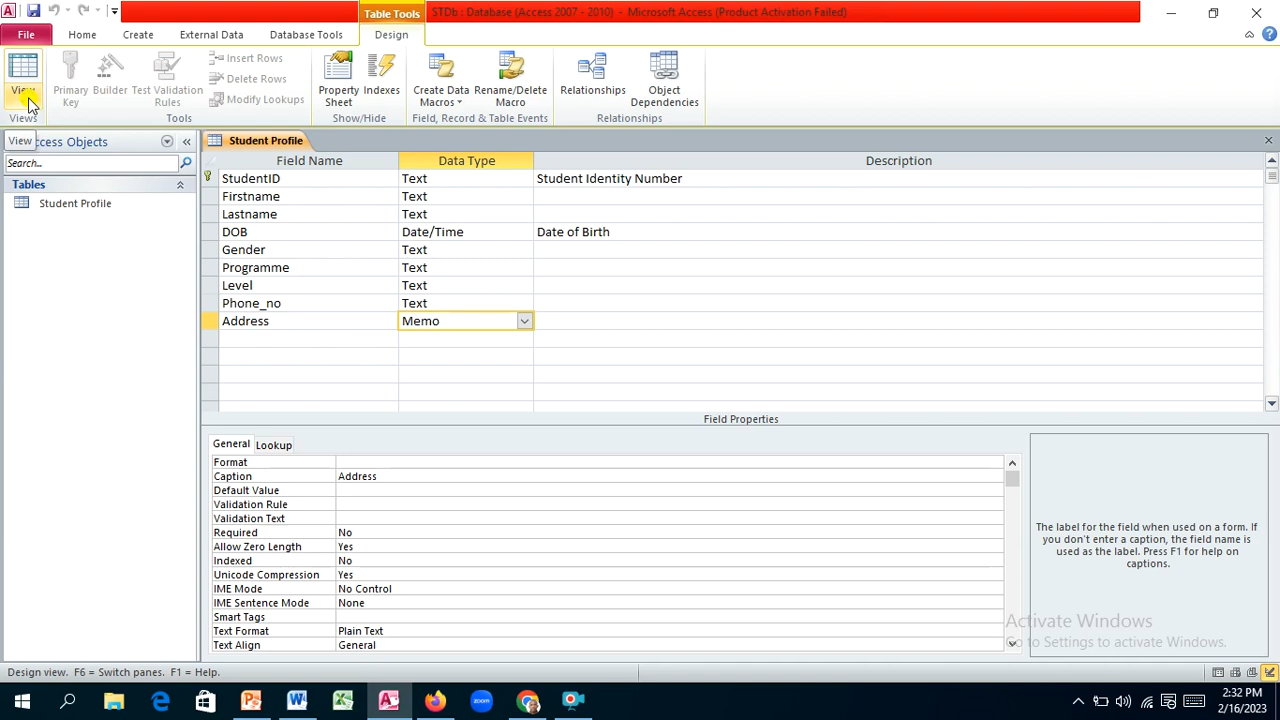 Table Tools
STDb : Database (Access 2007 - 2010) - Microsoft Access (Product Activation Failed)
File Home Create External Data Database Tools Design
View
Primary Key
Builder
Test Validation Rules
Insert Rows
Delete Rows
Modify Lookups
Property Sheet
Indexes
Create Data Macros
Rename/Delete Macro
Relationships
Object Dependencies
Views Tools Show/Hide Field, Record & Table Events Relationships
View
ccess Objects
Student Profile
Search...
Tables
Student Profile
Field Name Data Type Description
StudentID Text Student Identity Number
Firstname Text
Lastname Text
DOB Date/Time Date of Birth
Gender Text
Programme Text
Level Text
Phone_no Text
Address Memo
Field Properties
General Lookup
Format
Caption Address
Default Value
Validation Rule
Validation Text
Required No
Allow Zero Length Yes
Indexed No
Unicode Compression Yes
IME Mode No Control
IME Sentence Mode None
Smart Tags
Text Format Plain Text
Text Align General
The label for the field when used on a form. If
you don't enter a caption, the field name is
used as the label. Press F1 for help on
captions.
Activate Windows
Go to Settings to activate Windows.
Design view. F6 = Switch panes. F1 = Help.
2:32 PM
2/16/2023